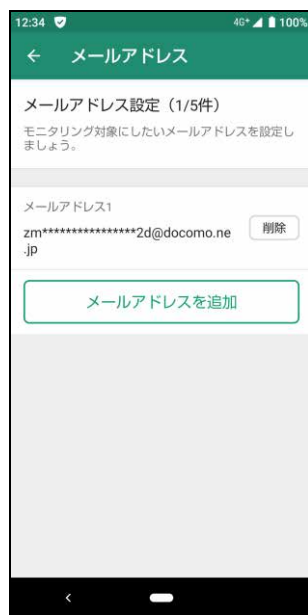 12:34 4G+ 100%
メールアドレス
メールアドレス設定（1/5件）
モニタリング対象にしたいメールアドレスを設定し
ましょう。
メールアドレス1
zm****************2d@docomo.ne 削除
.jp
メールアドレスを追加